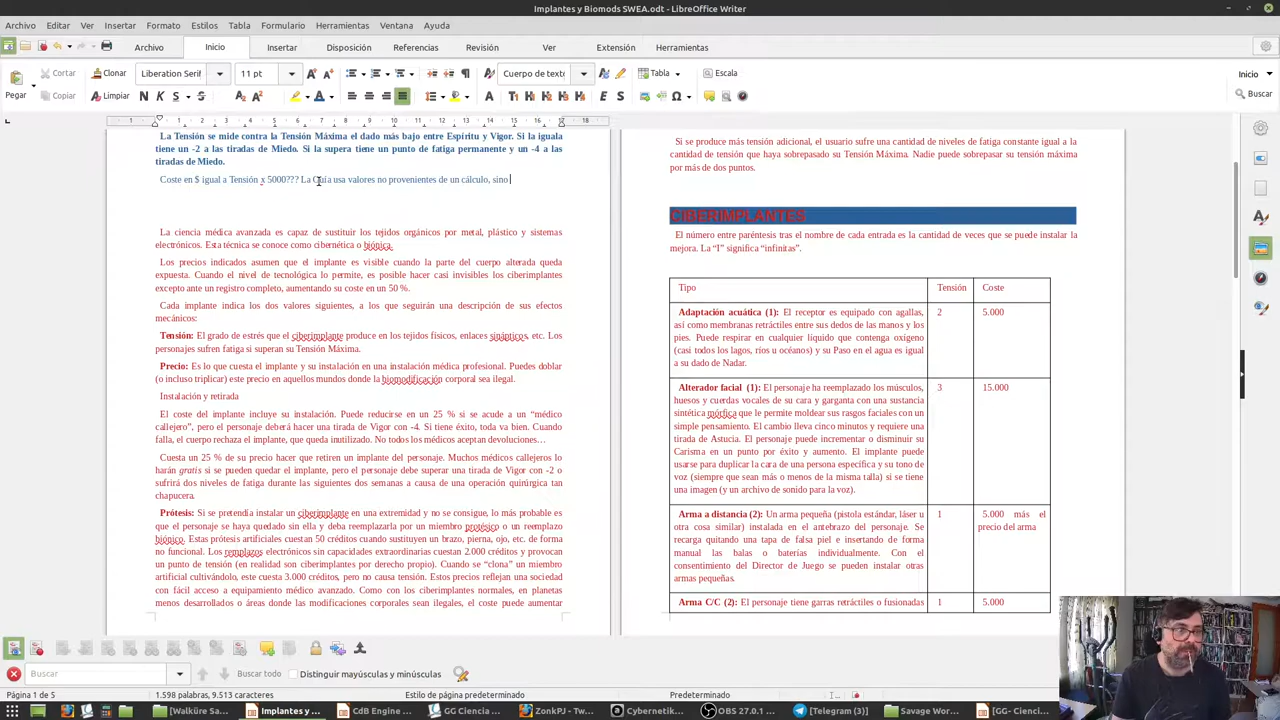 Implantes y Biomods SWEA.odt - LibreOffice Writer
Archivo Editar Ver Insertar Formato Estilos Tabla Formulario Herramientas Ventana Ayuda
Archivo Inicio Insertar Disposición Referencias Revisión Ver Extensión Herramientas
Cortar Clonar Liberation Serif 11 pt Cuerpo de texto Tabla Escala Inicio
Pegar Copiar Limpiar Buscar
La Tensión se mide contra la Tensión Máxima el dado más bajo entre Espíritu y Vigor. Si la iguala
tiene un -2 a las tiradas de Miedo. Si la supera tiene un punto de fatiga permanente y un -4 a las
tiradas de Miedo.
Coste en $ igual a Tensión x 5000??? La Guía usa valores no provenientes de un cálculo, sino
La ciencia médica avanzada es capaz de sustituir los tejidos orgánicos por metal, plástico y sistemas
electrónicos. Esta técnica se conoce como cibernética o biónica.
Los precios indicados asumen que el implante es visible cuando la parte del cuerpo alterada queda
expuesta. Cuando el nivel de tecnológica lo permite, es posible hacer casi invisibles los ciberimplantes
excepto ante un registro completo, aumentando su coste en un 50 %.
Cada implante indica los dos valores siguientes, a los que seguirán una descripción de sus efectos
mecánicos:
Tensión: El grado de estrés que el ciberimplante produce en los tejidos físicos, enlaces sinápticos, etc. Los
personajes sufren fatiga si superan su Tensión Máxima.
Precio: Es lo que cuesta el implante y su instalación en una instalación médica profesional. Puedes doblar
(o incluso triplicar) este precio en aquellos mundos donde la biomodificación corporal sea ilegal.
Instalación y retirada
El coste del implante incluye su instalación. Puede reducirse en un 25 % si se acude a un “médico
callejero”, pero el personaje deberá hacer una tirada de Vigor con -4. Si tiene éxito, toda va bien. Cuando
falla, el cuerpo rechaza el implante, que queda inutilizado. No todos los médicos aceptan devoluciones…
Cuesta un 25 % de su precio hacer que retiren un implante del personaje. Muchos médicos callejeros lo
harán gratis si se pueden quedar el implante, pero el personaje debe superar una tirada de Vigor con -2 o
sufrirá dos niveles de fatiga durante las siguientes dos semanas a causa de una operación quirúrgica tan
chapucera.
Prótesis: Si se pretendía instalar un ciberimplante en una extremidad y no se consigue, lo más probable es
que el personaje se haya quedado sin ella y deba reemplazarla por un miembro protésico o un reemplazo
biónico. Estas prótesis artificiales cuestan 50 créditos cuando sustituyen un brazo, pierna, ojo, etc. de forma
no funcional. Los remplazos electrónicos sin capacidades extraordinarias cuestan 2.000 créditos y provocan
un punto de tensión (en realidad son ciberimplantes por derecho propio). Cuando se “clona” un miembro
artificial cultivándolo, este cuesta 3.000 créditos, pero no causa tensión. Estos precios reflejan una sociedad
con fácil acceso a equipamiento médico avanzado. Como con los ciberimplantes normales, en planetas
menos desarrollados o áreas donde las modificaciones corporales sean ilegales, el coste puede aumentar
Si se produce más tensión adicional, el usuario sufre una cantidad de niveles de fatiga constante igual a la
cantidad de tensión que haya sobrepasado su Tensión Máxima. Nadie puede sobrepasar su tensión máxima
por más de dos puntos.
CIBERIMPLANTES
El número entre paréntesis tras el nombre de cada entrada es la cantidad de veces que se puede instalar la
mejora. La “I” significa “infinitas”.
Tipo Tensión Coste
Adaptación acuática (1): El receptor es equipado con agallas, 2 5.000
así como membranas retráctiles entre sus dedos de las manos y los
pies. Puede respirar en cualquier líquido que contenga oxígeno
(casi todos los lagos, ríos u océanos) y su Paso en el agua es igual
a su dado de Nadar.
Alterador facial (1): El personaje ha reemplazado los músculos, 3 15.000
huesos y cuerdas vocales de su cara y garganta con una sustancia
sintética mórfica que le permite moldear sus rasgos faciales con un
simple pensamiento. El cambio lleva cinco minutos y requiere una
tirada de Astucia. El personaje puede incrementar o disminuir su
Carisma en un punto por éxito y aumento. El implante puede
usarse para duplicar la cara de una persona específica y su tono de
voz (siempre que sean más o menos de la misma talla) si se tiene
una imagen (y un archivo de sonido para la voz).
Arma a distancia (2): Un arma pequeña (pistola estándar, láser u 1 5.000 más el
otra cosa similar) instalada en el antebrazo del personaje. Se precio del arma
recarga quitando una tapa de falsa piel e insertando de forma
manual las balas o baterías individualmente. Con el
consentimiento del Director de Juego se pueden instalar otras
armas pequeñas.
Arma C/C (2): El personaje tiene garras retráctiles o fusionadas 1 5.000
Buscar Buscar todo Distinguir mayúsculas y minúsculas
Página 1 de 5 1.598 palabras, 9.513 caracteres Estilo de página predeterminado Predeterminado
[Walküre Sa Implantes y ... CdB Engine GG Ciencia ... ZonkPJ - Tw... Cybernetik... OBS 27.0.1 ... [Telegram (3)] Savage Wor... [GG- Cienci...